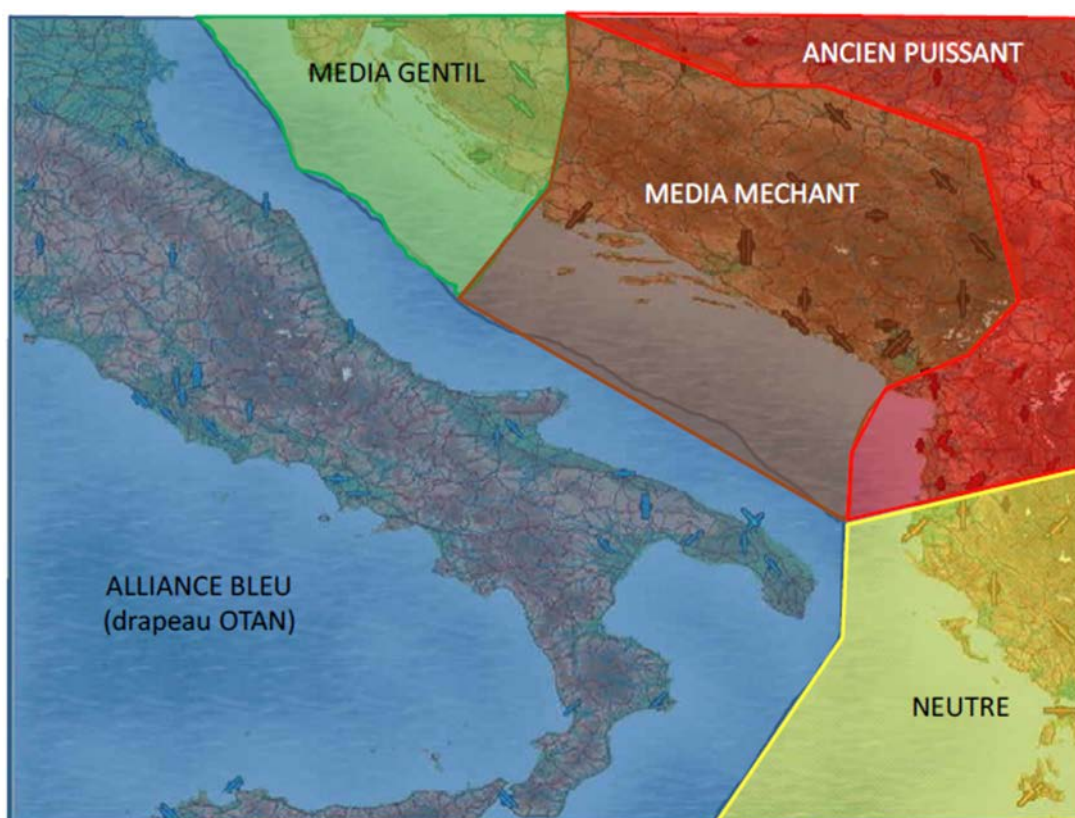 MEDIA GENTIL
ANCIEN PUISSANT
MEDIA MECHANT
ALLIANCE BLEU
(drapeau OTAN)
NEUTRE